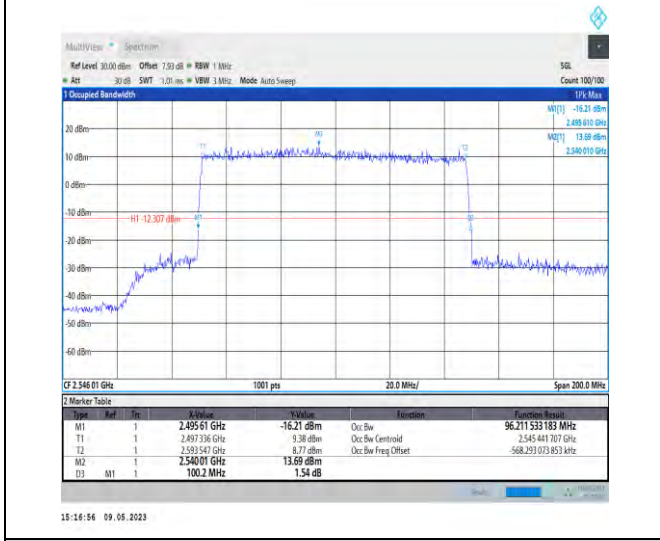 MultiView Spectrum
Ref Level 30.00 dBm Offset 7.93 dB RBW 1 MHz SGL
Att 30 dB SWT 1.01 ms VBW 3 MHz Mode Auto Sweep Count 100/100
1 Occupied Bandwidth 1Pk Max
M1[1] -16.21 dBm
2.495 610 GHz
M2[1] 13.69 dBm
2.540 010 GHz
20 dBm
M2
T1 T2
10 dBm
0 dBm
-10 dBm
H1 -12.307 dBm M1
-20 dBm
-30 dBm
-40 dBm
-50 dBm
-60 dBm
CF 2.546 01 GHz 1001 pts 20.0 MHz/ Span 200.0 MHz
2 Marker Table
Type Ref Trc X-Value Y-Value Function Function Result
M1 1 2.495 61 GHz -16.21 dBm Occ Bw 96.211 533 183 MHz
T1 1 2.497 336 GHz 9.38 dBm Occ Bw Centroid 2.545 441 707 GHz
T2 1 2.593 547 GHz 8.77 dBm Occ Bw Freq Offset -568.293 073 853 kHz
M2 1 2.540 01 GHz 13.69 dBm
D3 M1 1 100.2 MHz 1.54 dB
15:16:56 09.05.2023